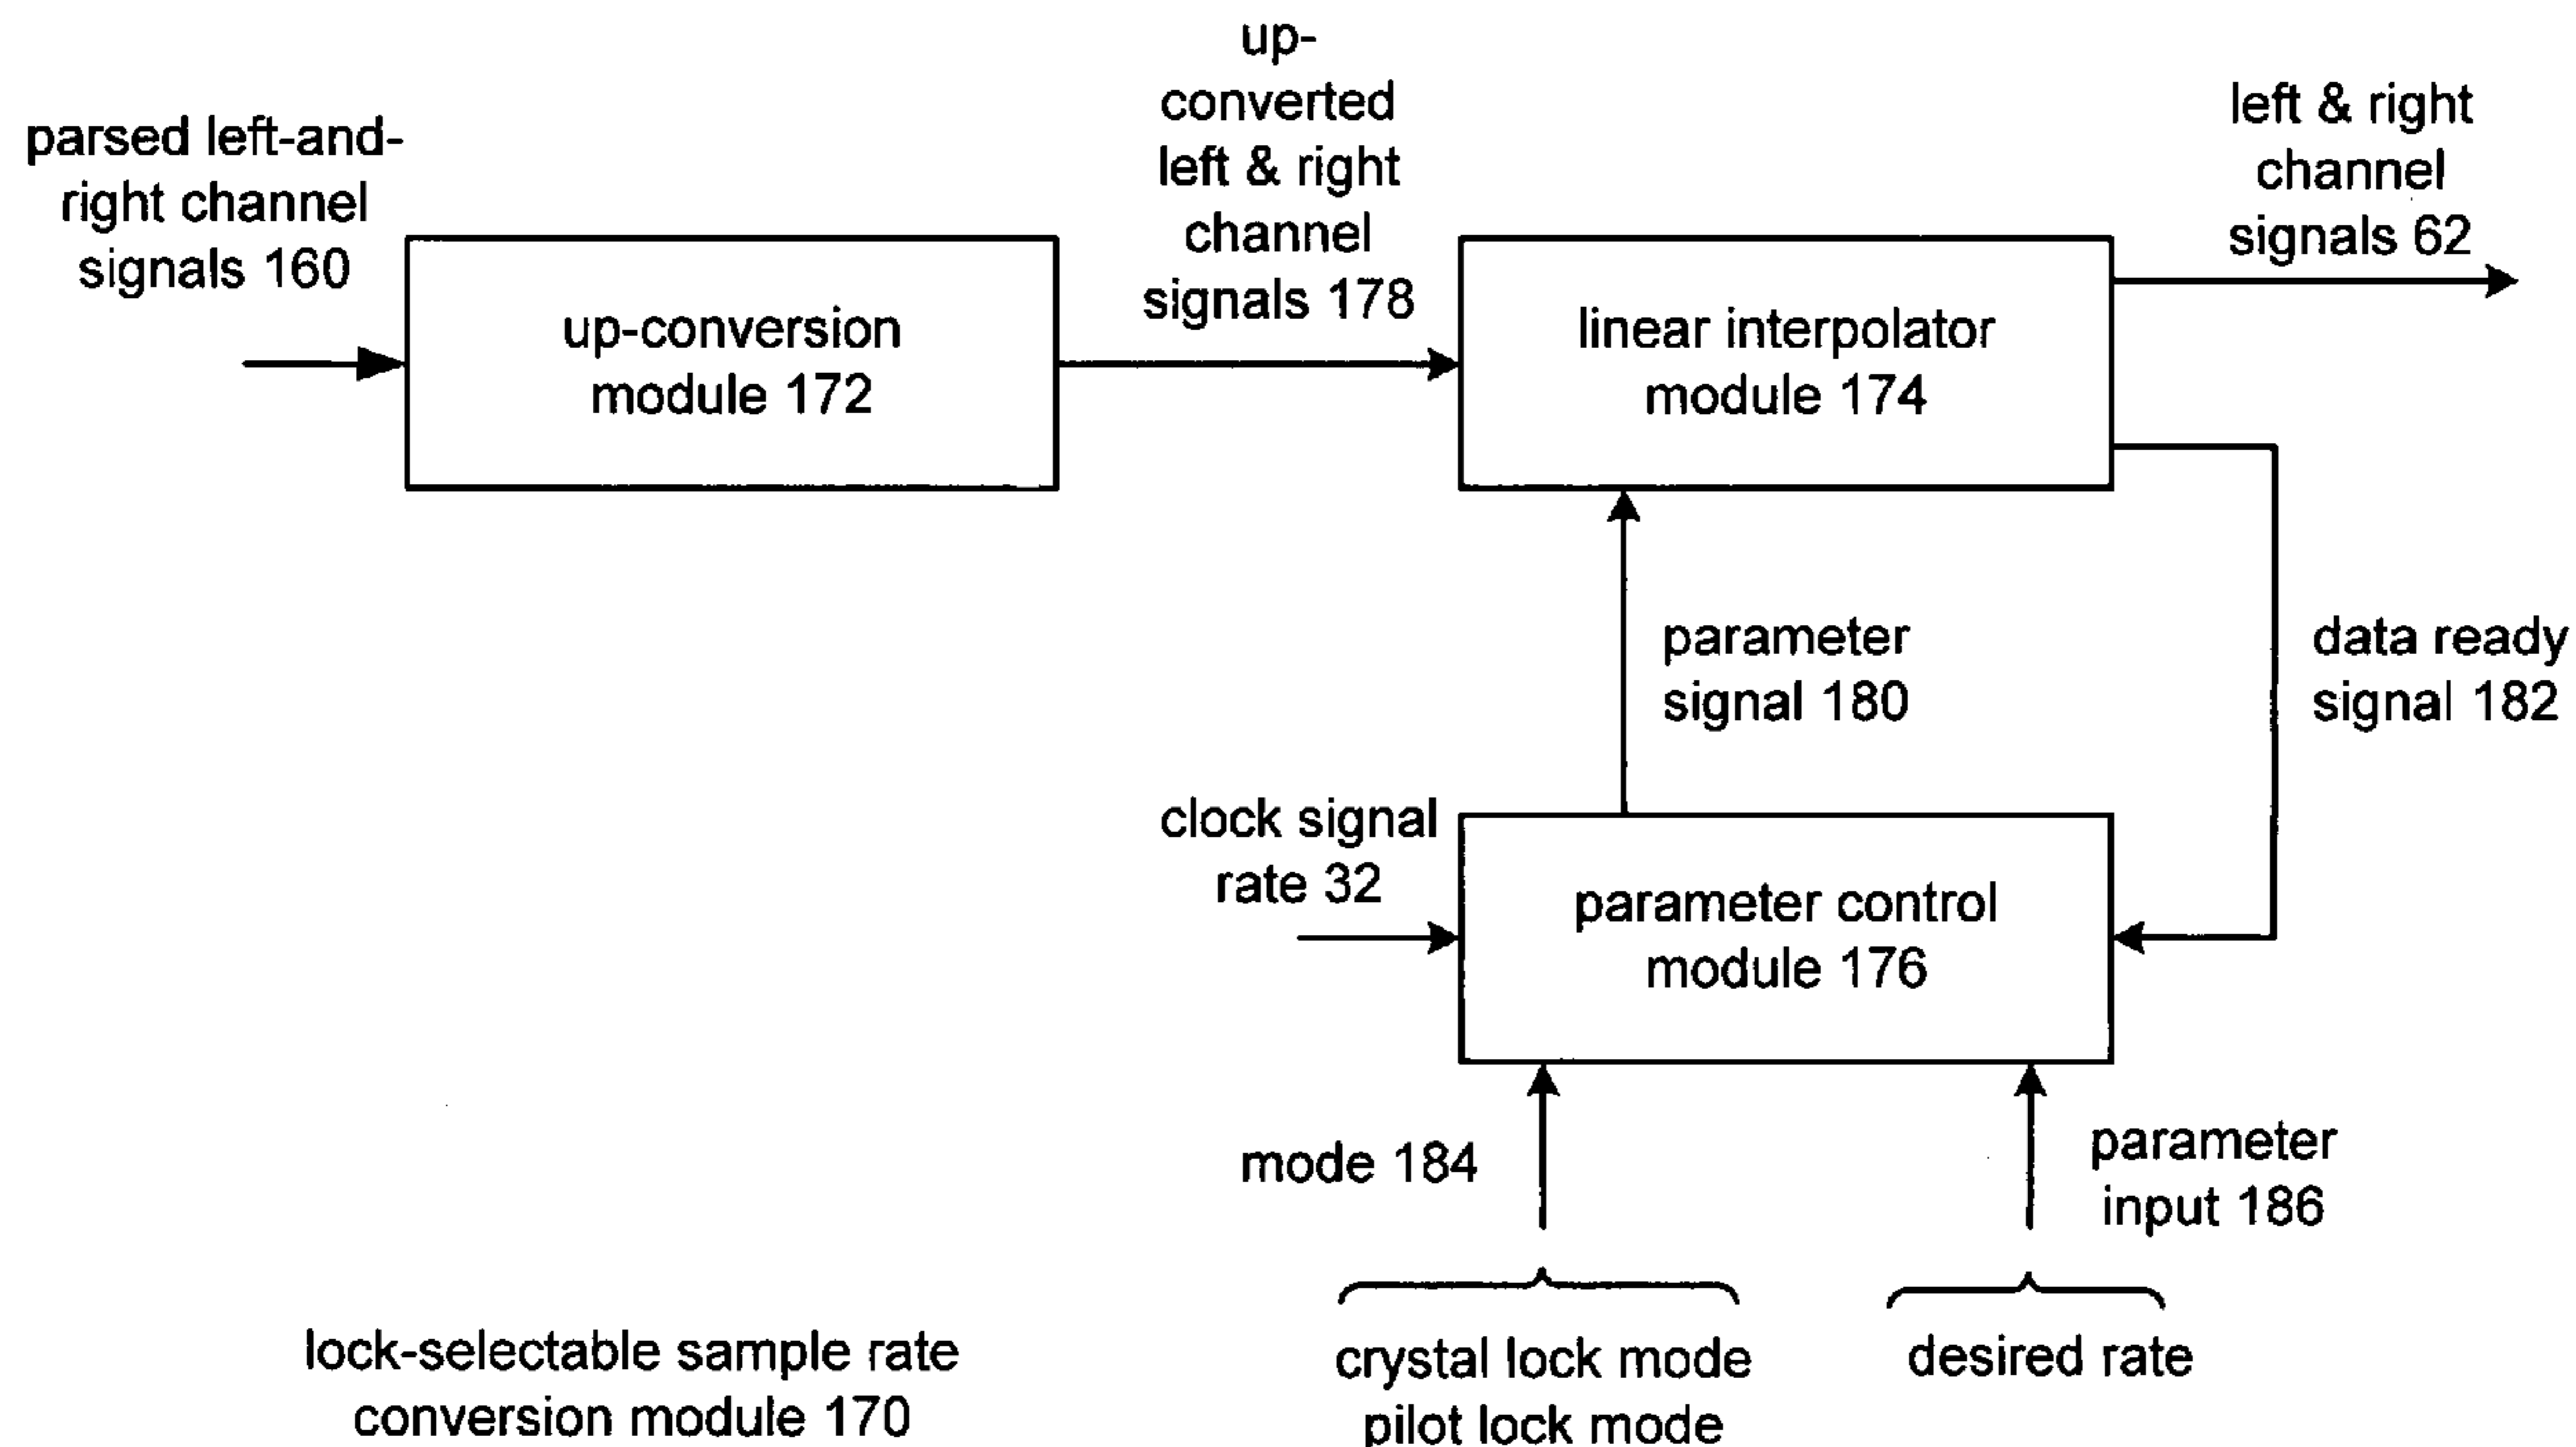 parsed left-and-
right channel
signals 160
up-conversion
module 172
up-
converted
left & right
channel
signals 178
linear interpolator
module 174
left & right
channel
signals 62
parameter
signal 180
data ready
signal 182
clock signal
rate 32
parameter control
module 176
mode 184
parameter
input 186
crystal lock mode
pilot lock mode
desired rate
lock-selectable sample rate
conversion module 170